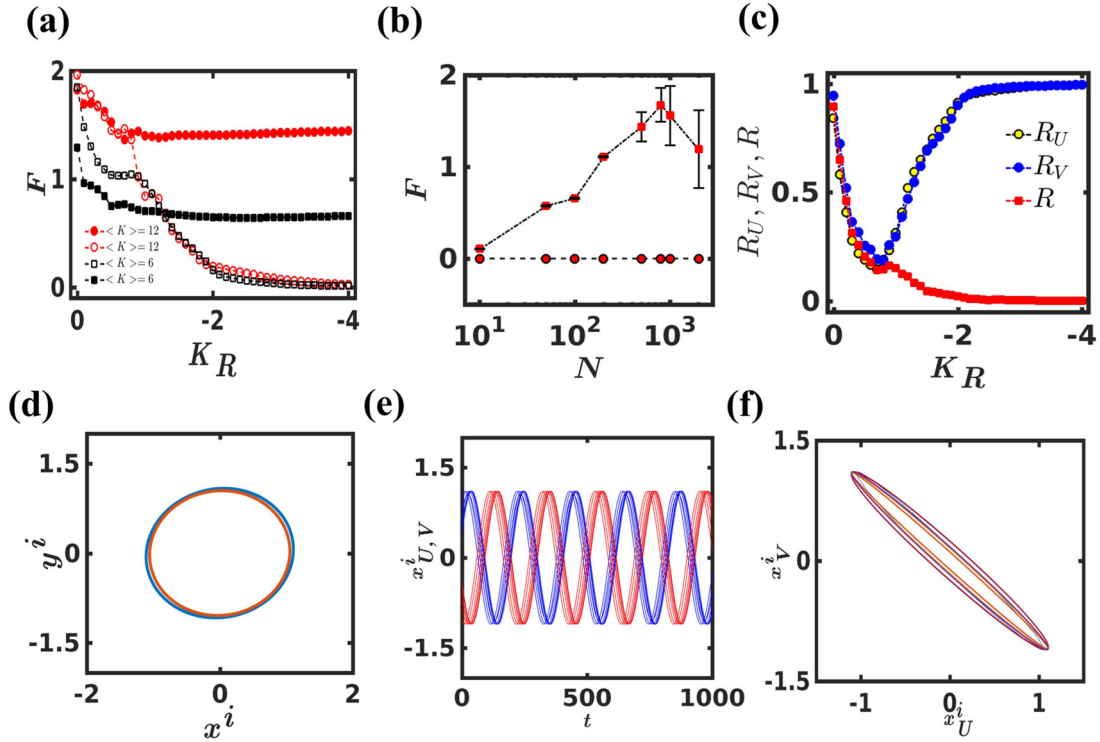 (a)
2
1
0
F
< K >= 12
< K >= 12
< K >= 6
< K >= 6
0 -2 -4
K_R
(b)
2
1
0
F
10^1 10^2 10^3
N
(c)
1
0.5
0
R_U, R_V, R
R_U
R_V
R
0 -2 -4
K_R
(d)
1.5
0
-1.5
y^i
-2 0 2
x^i
(e)
1.5
0
-1.5
x^i_{U,V}
0 500 1000
t
(f)
1.5
0
-1.5
x^i_V
-1 0 1
x^i_U